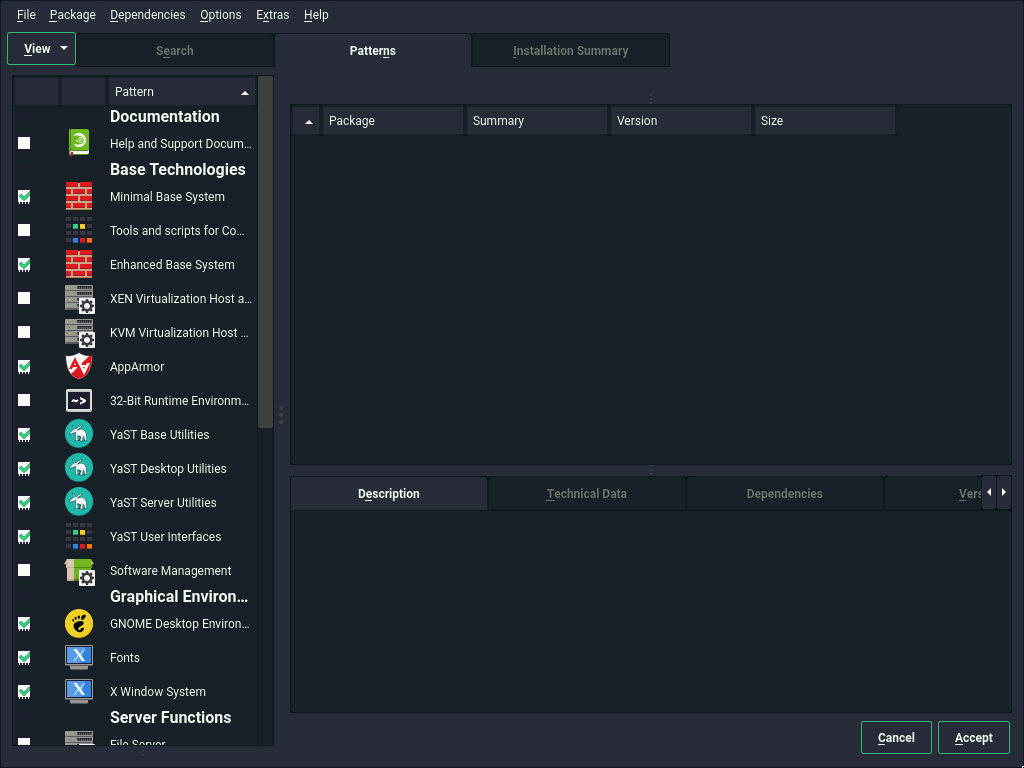 File Package Dependencies Options Extras Help
View Search Patterns Installation Summary
Pattern
Documentation
Help and Support Docum...
Base Technologies
Minimal Base System
Tools and scripts for Co...
Enhanced Base System
XEN Virtualization Host a...
KVM Virtualization Host ...
AppArmor
32-Bit Runtime Environm...
YaST Base Utilities
YaST Desktop Utilities
YaST Server Utilities
YaST User Interfaces
Software Management
Graphical Environ...
GNOME Desktop Environ...
Fonts
X Window System
Server Functions
File Server
Package Summary Version Size
Description Technical Data Dependencies Vers
Cancel Accept